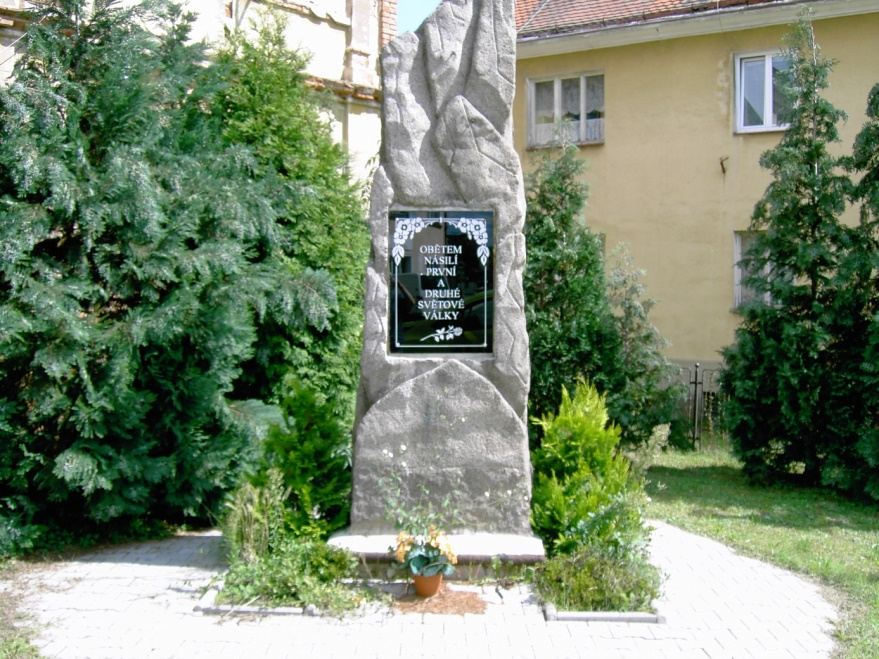 OBĚTEM
NÁSILÍ
PRVNÍ
A
DRUHÉ
SVĚTOVÉ
VÁLKY